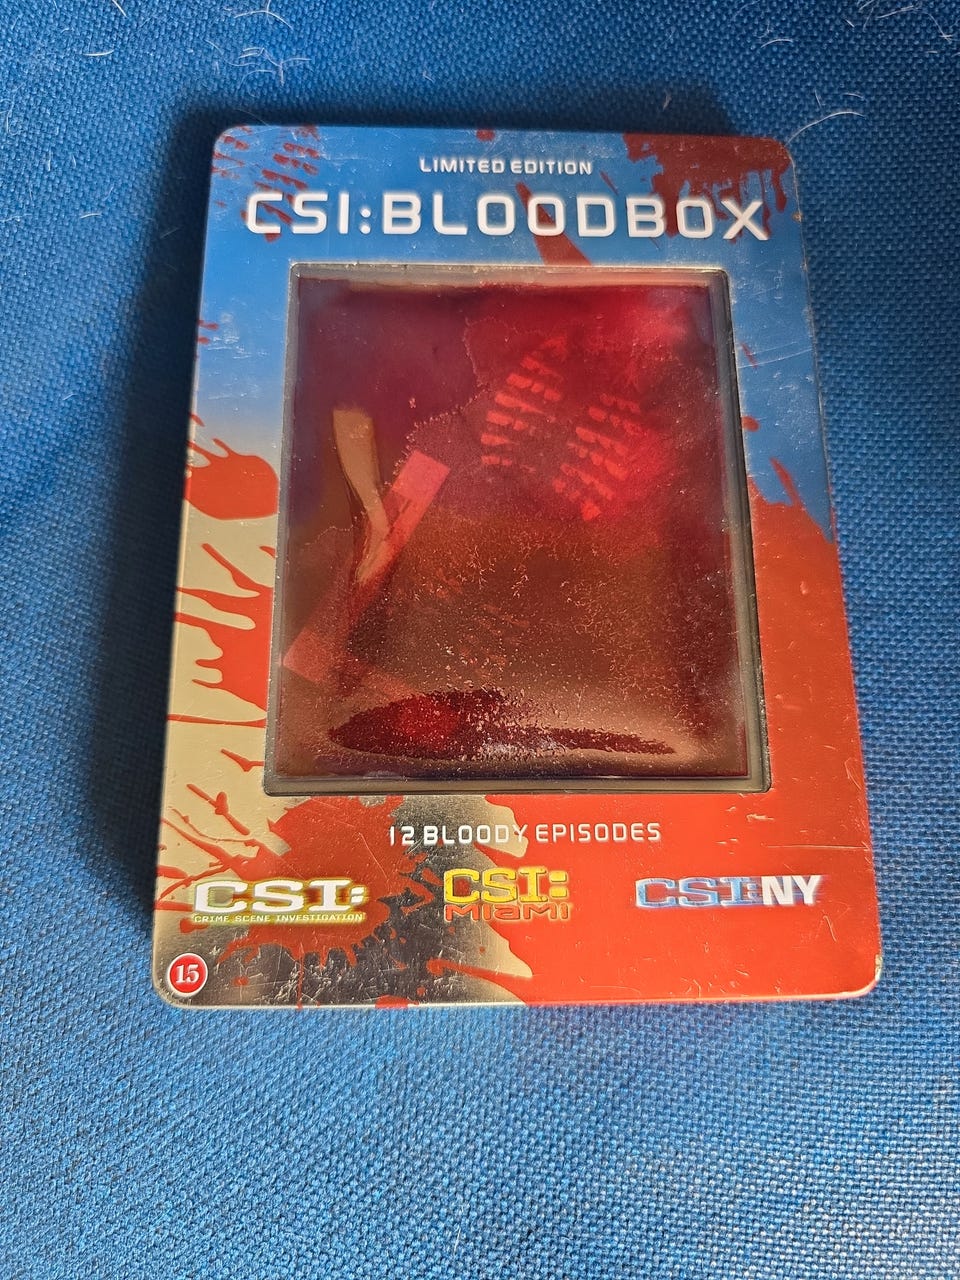 LIMITED EDITION
CSI:BLOODBOX
12 BLOODY EPISODES
CSI:
CRIME SCENE INVESTIGATION
CSI:
MIAMI
CSI:NY
15